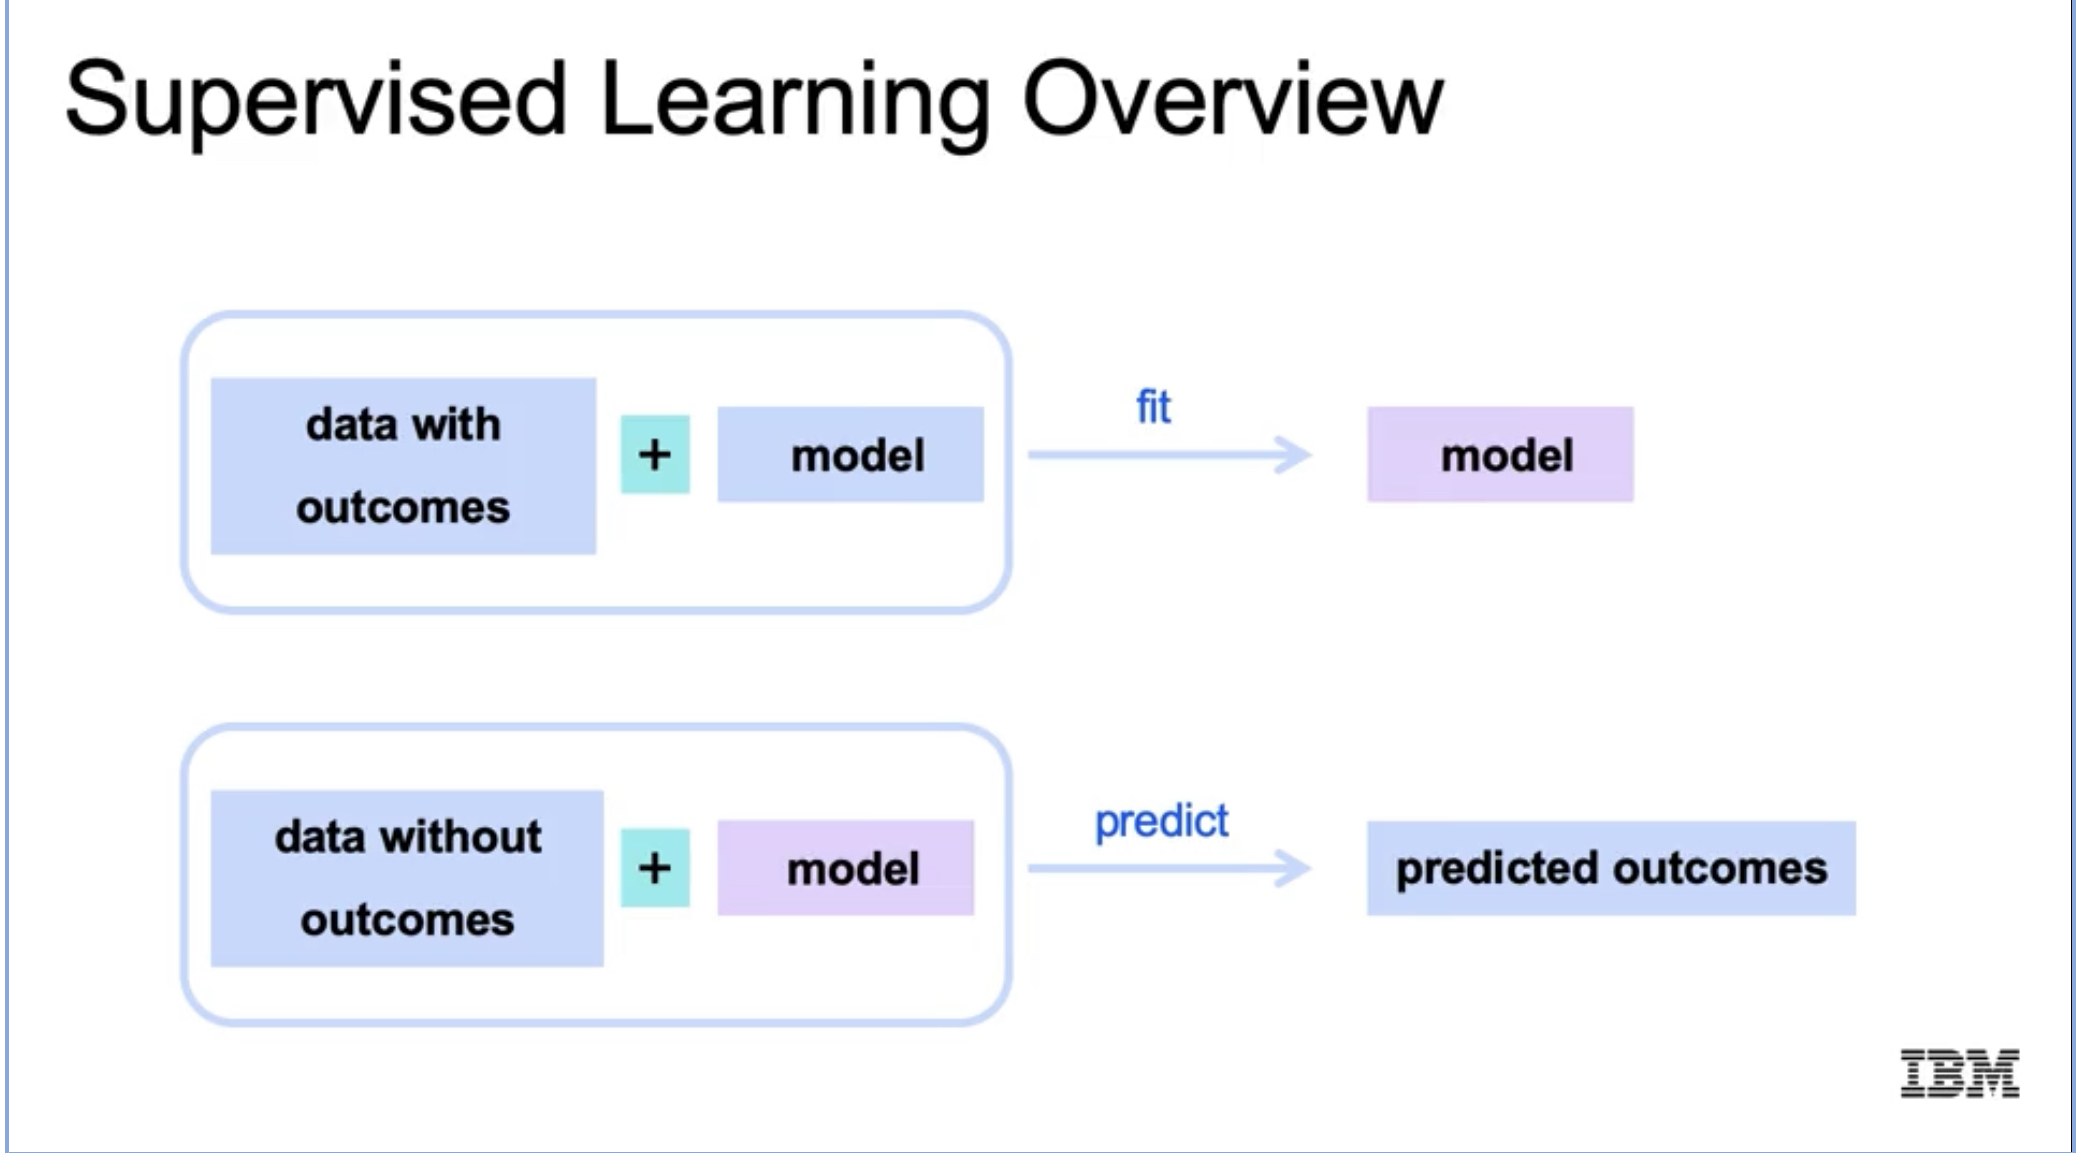 Supervised Learning Overview
data with
outcomes
+
model
fit
model
data without
outcomes
+
model
predict
predicted outcomes
IBM